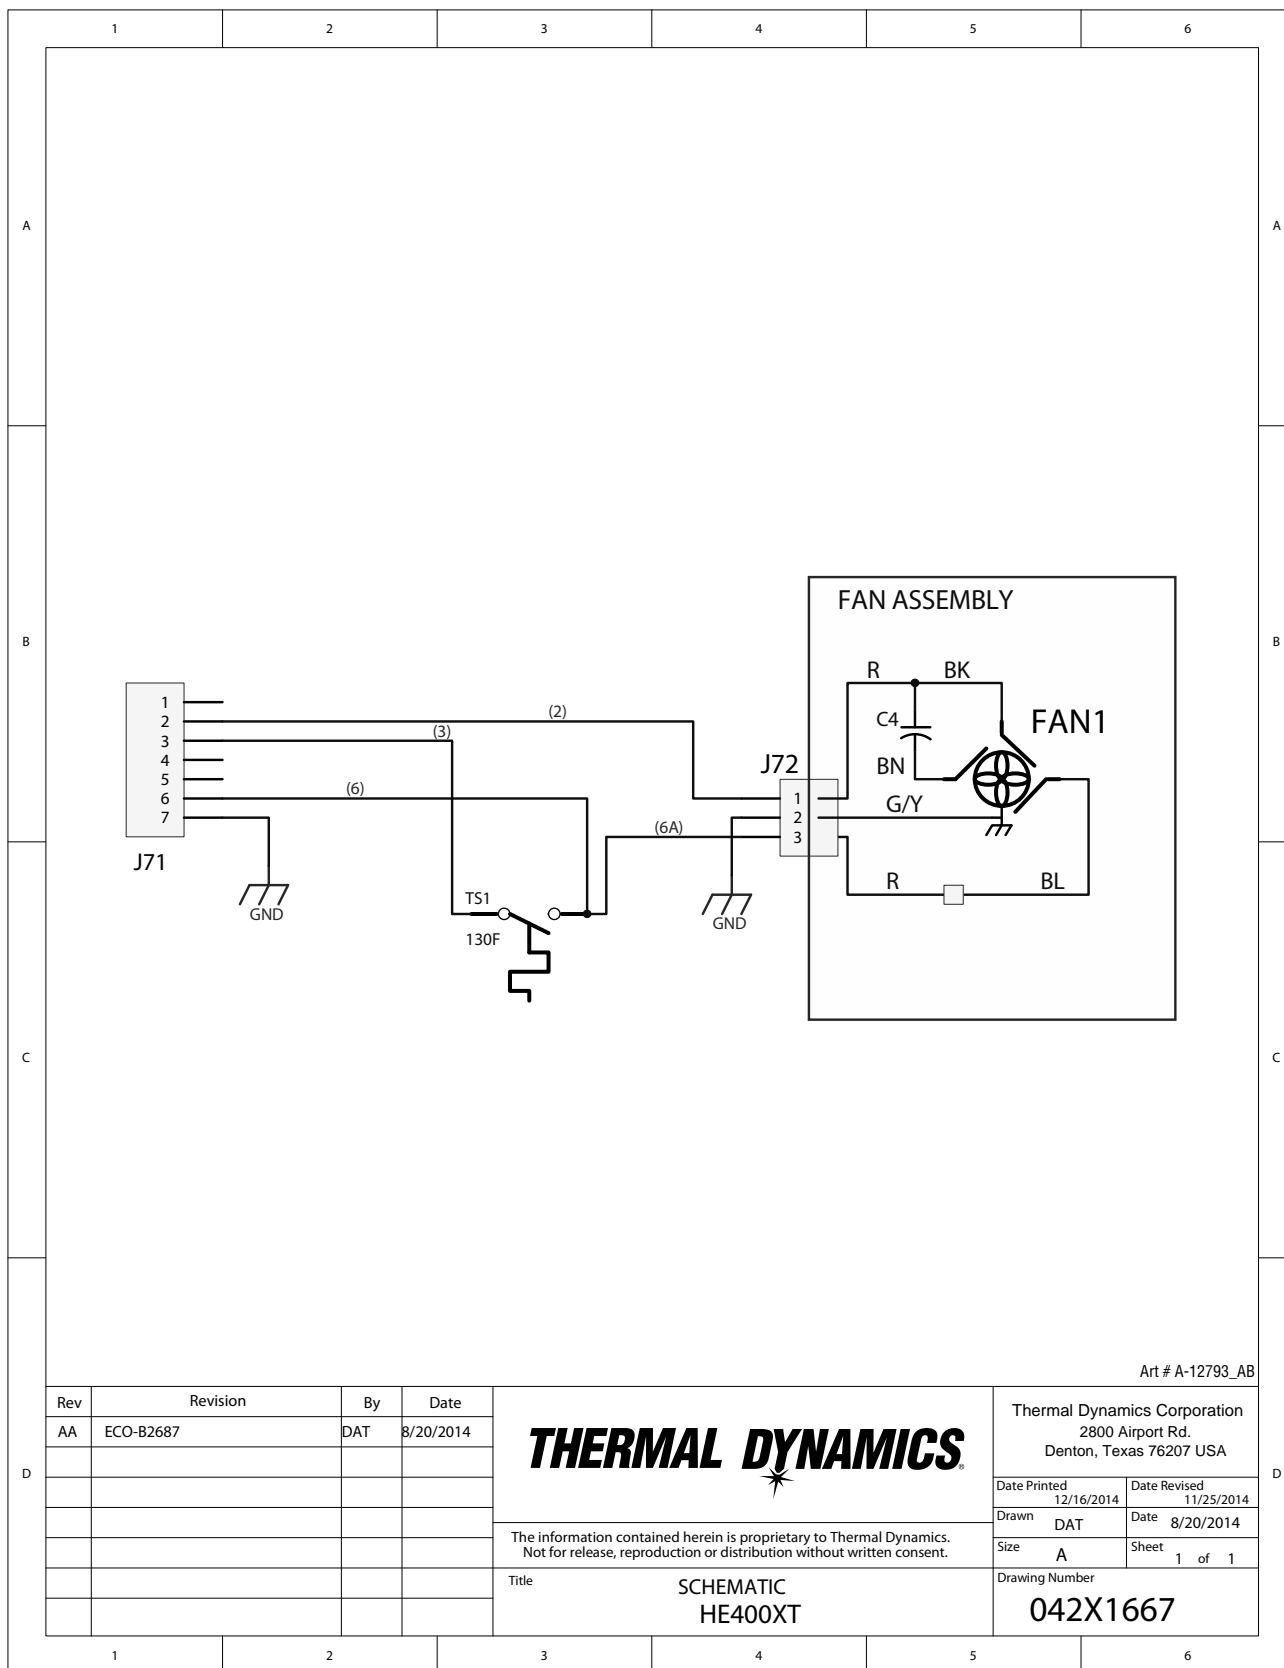 1 2 3 4 5 6
A A
FAN ASSEMBLY
B B
R BK
1
2 (2)
3 (3)
4
5
6 (6)
7
J71
GND
C4
FAN1
BN
J72
1
2 G/Y
3
(6A)
R BL
TS1
130F
GND
C C
Art # A-12793_AB
Rev Revision By Date
AA ECO-B2687 DAT 8/20/2014
THERMAL DYNAMICS®
The information contained herein is proprietary to Thermal Dynamics.
Not for release, reproduction or distribution without written consent.
Title
SCHEMATIC
HE400XT
Thermal Dynamics Corporation
2800 Airport Rd.
Denton, Texas 76207 USA
Date Printed
12/16/2014
Date Revised
11/25/2014
Drawn DAT
Date 8/20/2014
Size A
Sheet 1 of 1
Drawing Number
042X1667
D D
1 2 3 4 5 6